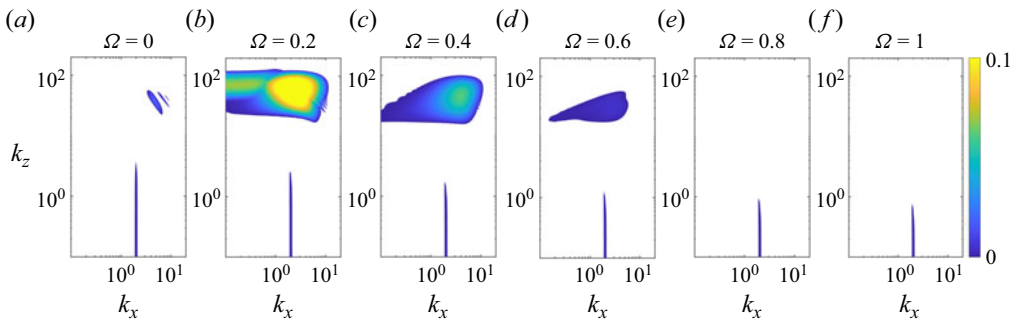 (a) (b) (c) (d) (e) (f)
Ω = 0 Ω = 0.2 Ω = 0.4 Ω = 0.6 Ω = 0.8 Ω = 1
10² 10² 10² 10² 10² 10² 0.1
k_z
10⁰ 10⁰ 10⁰ 10⁰ 10⁰ 10⁰
0
10⁰ 10¹ 10⁰ 10¹ 10⁰ 10¹ 10⁰ 10¹ 10⁰ 10¹ 10⁰ 10¹
k_x k_x k_x k_x k_x k_x